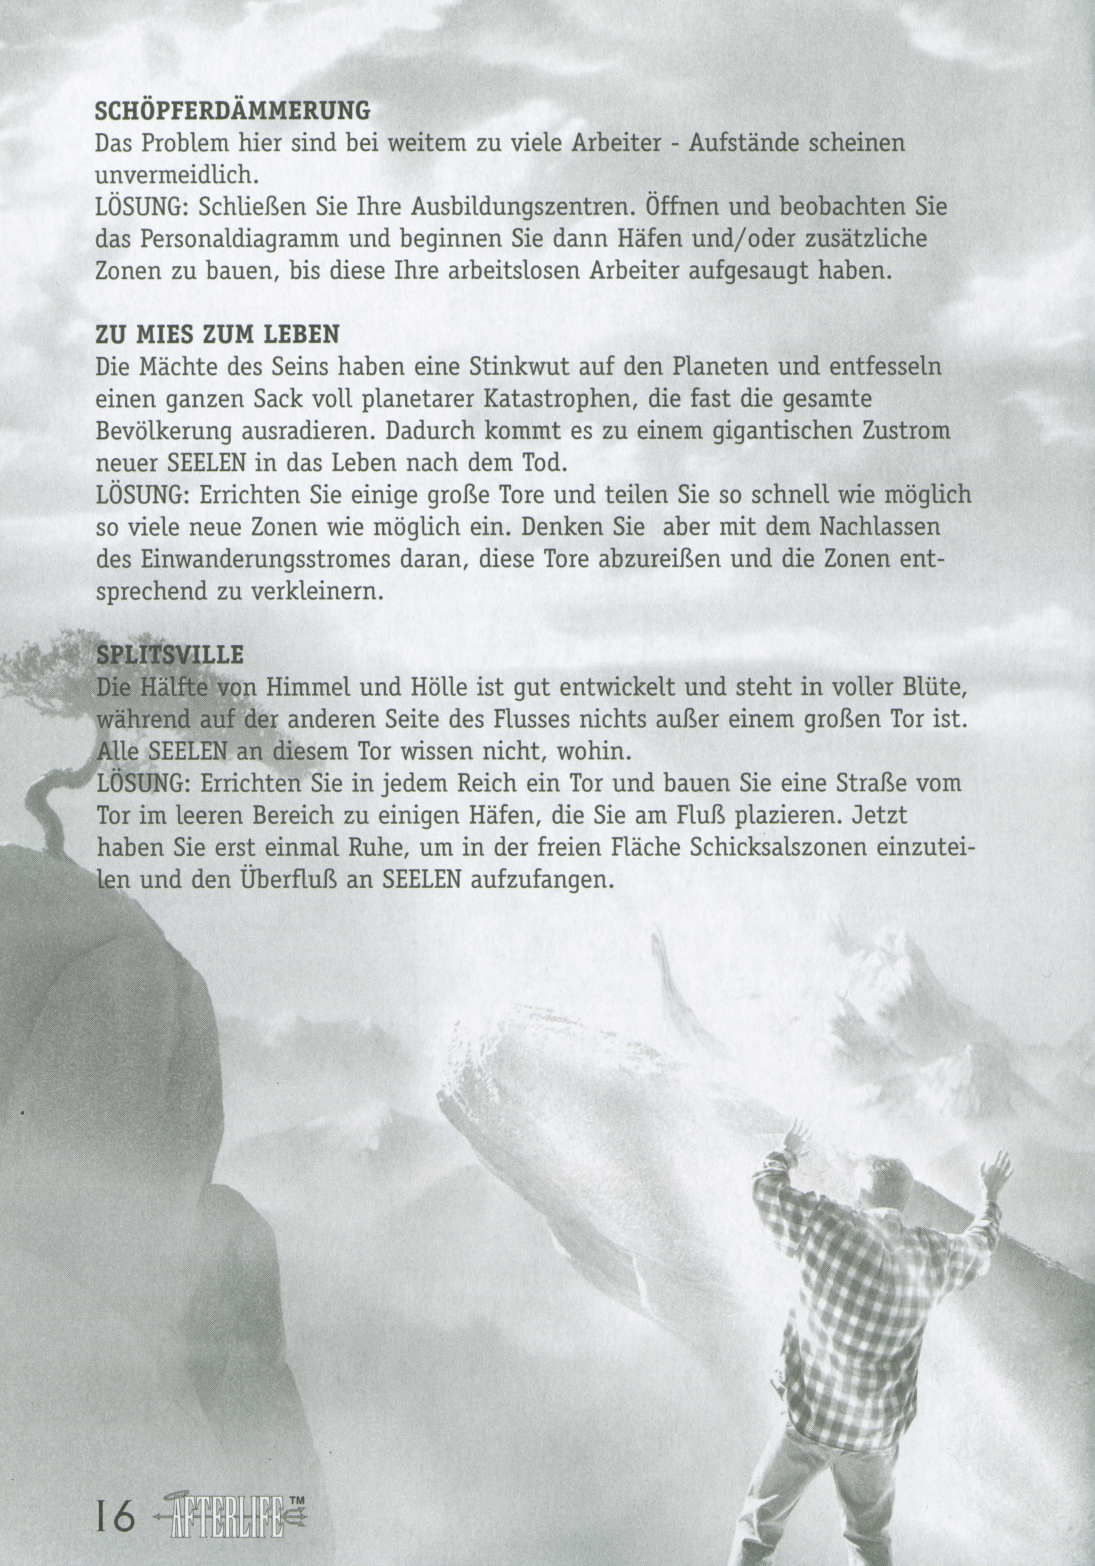 SCHÖPFERDÄMMERUNG
Das Problem hier sind bei weitem zu viele Arbeiter - Aufstände scheinen
unvermeidlich.
LÖSUNG: Schließen Sie Ihre Ausbildungszentren. Öffnen und beobachten Sie
das Personaldiagramm und beginnen Sie dann Häfen und/oder zusätzliche
Zonen zu bauen, bis diese Ihre arbeitslosen Arbeiter aufgesaugt haben.
ZU MIES ZUM LEBEN
Die Mächte des Seins haben eine Stinkwut auf den Planeten und entfesseln
einen ganzen Sack voll planetarer Katastrophen, die fast die gesamte
Bevölkerung ausradieren. Dadurch kommt es zu einem gigantischen Zustrom
neuer SEELEN in das Leben nach dem Tod.
LÖSUNG: Errichten Sie einige große Tore und teilen Sie so schnell wie möglich
so viele neue Zonen wie möglich ein. Denken Sie aber mit dem Nachlassen
des Einwanderungsstromes daran, diese Tore abzureißen und die Zonen ent-
sprechend zu verkleinern.
SPLITSVILLE
Die Hälfte von Himmel und Hölle ist gut entwickelt und steht in voller Blüte,
während auf der anderen Seite des Flusses nichts außer einem großen Tor ist.
Alle SEELEN an diesem Tor wissen nicht, wohin.
LÖSUNG: Errichten Sie in jedem Reich ein Tor und bauen Sie eine Straße vom
Tor im leeren Bereich zu einigen Häfen, die Sie am Fluß plazieren. Jetzt
haben Sie erst einmal Ruhe, um in der freien Fläche Schicksalszonen einzutei-
len und den Überfluß an SEELEN aufzufangen.
16 AFTERLIFE™